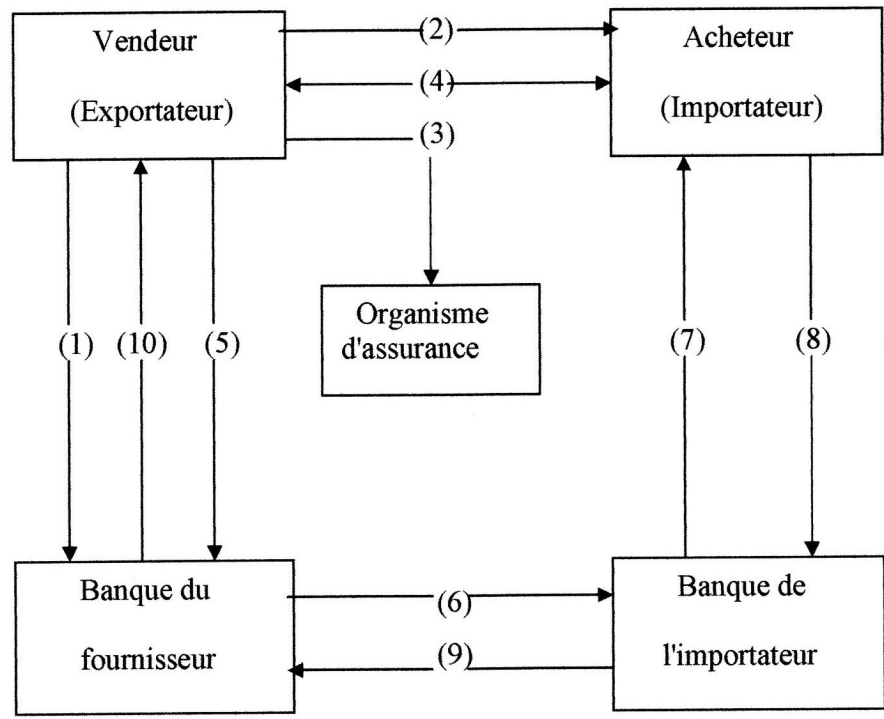 Vendeur
(Exportateur)
(2)
(4)
(3)
Acheteur
(Importateur)
Organisme
d'assurance
(1)
(10)
(5)
(7)
(8)
Banque du
fournisseur
(6)
(9)
Banque de
l'importateur